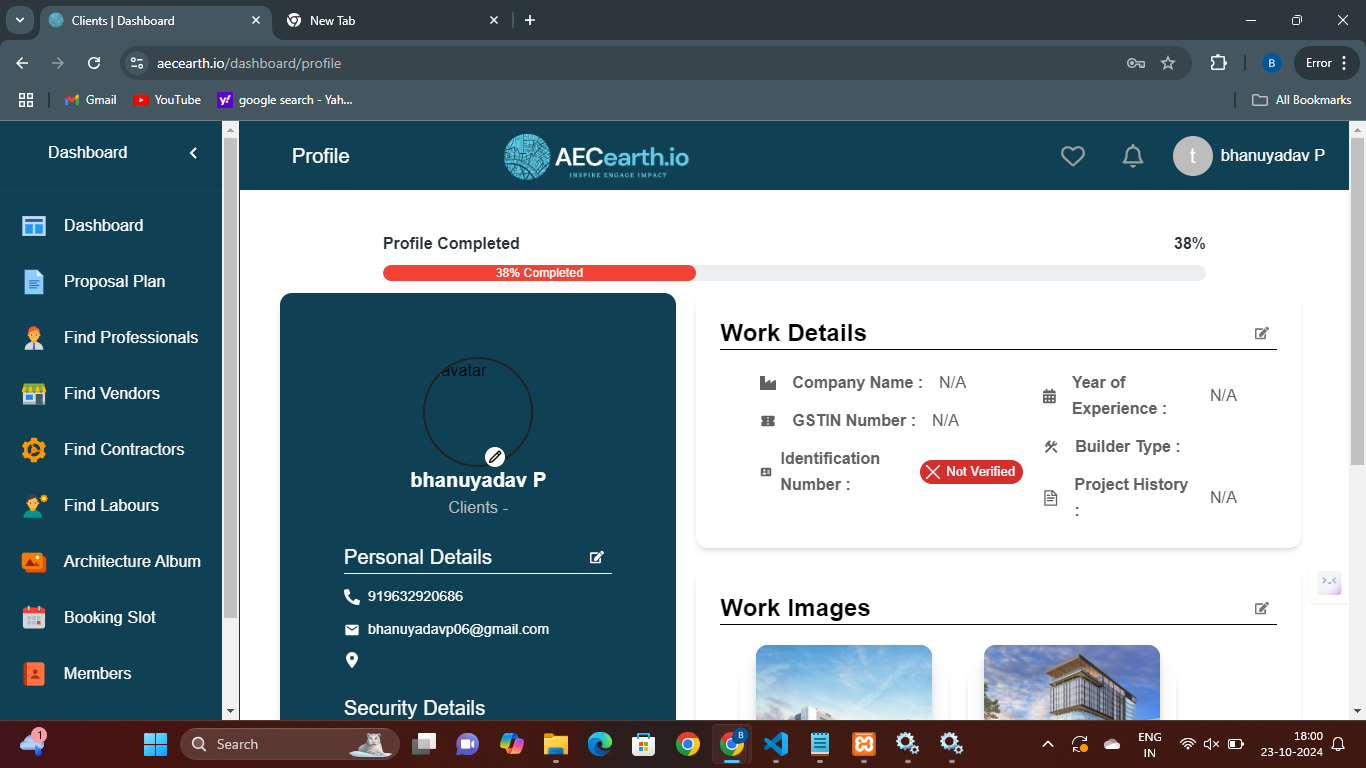 Clients | Dashboard
New Tab
aecearth.io/dashboard/profile
B
Error
Gmail
YouTube
y!
google search - Yah...
All Bookmarks
Dashboard
Profile
AECearth.io
INSPIRE ENGAGE IMPACT
t
bhanuyadav P
Dashboard
Proposal Plan
Find Professionals
Find Vendors
Find Contractors
Find Labours
Architecture Album
Booking Slot
Members
Profile Completed
38%
38% Completed
avatar
bhanuyadav P
Clients -
Personal Details
919632920686
bhanuyadavp06@gmail.com
Security Details
Work Details
Company Name : N/A
GSTIN Number : N/A
Identification
Number :
Not Verified
Year of
Experience :
N/A
Builder Type :
Project History
:
N/A
Work Images
1
Search
B
ENG
IN
18:00
23-10-2024